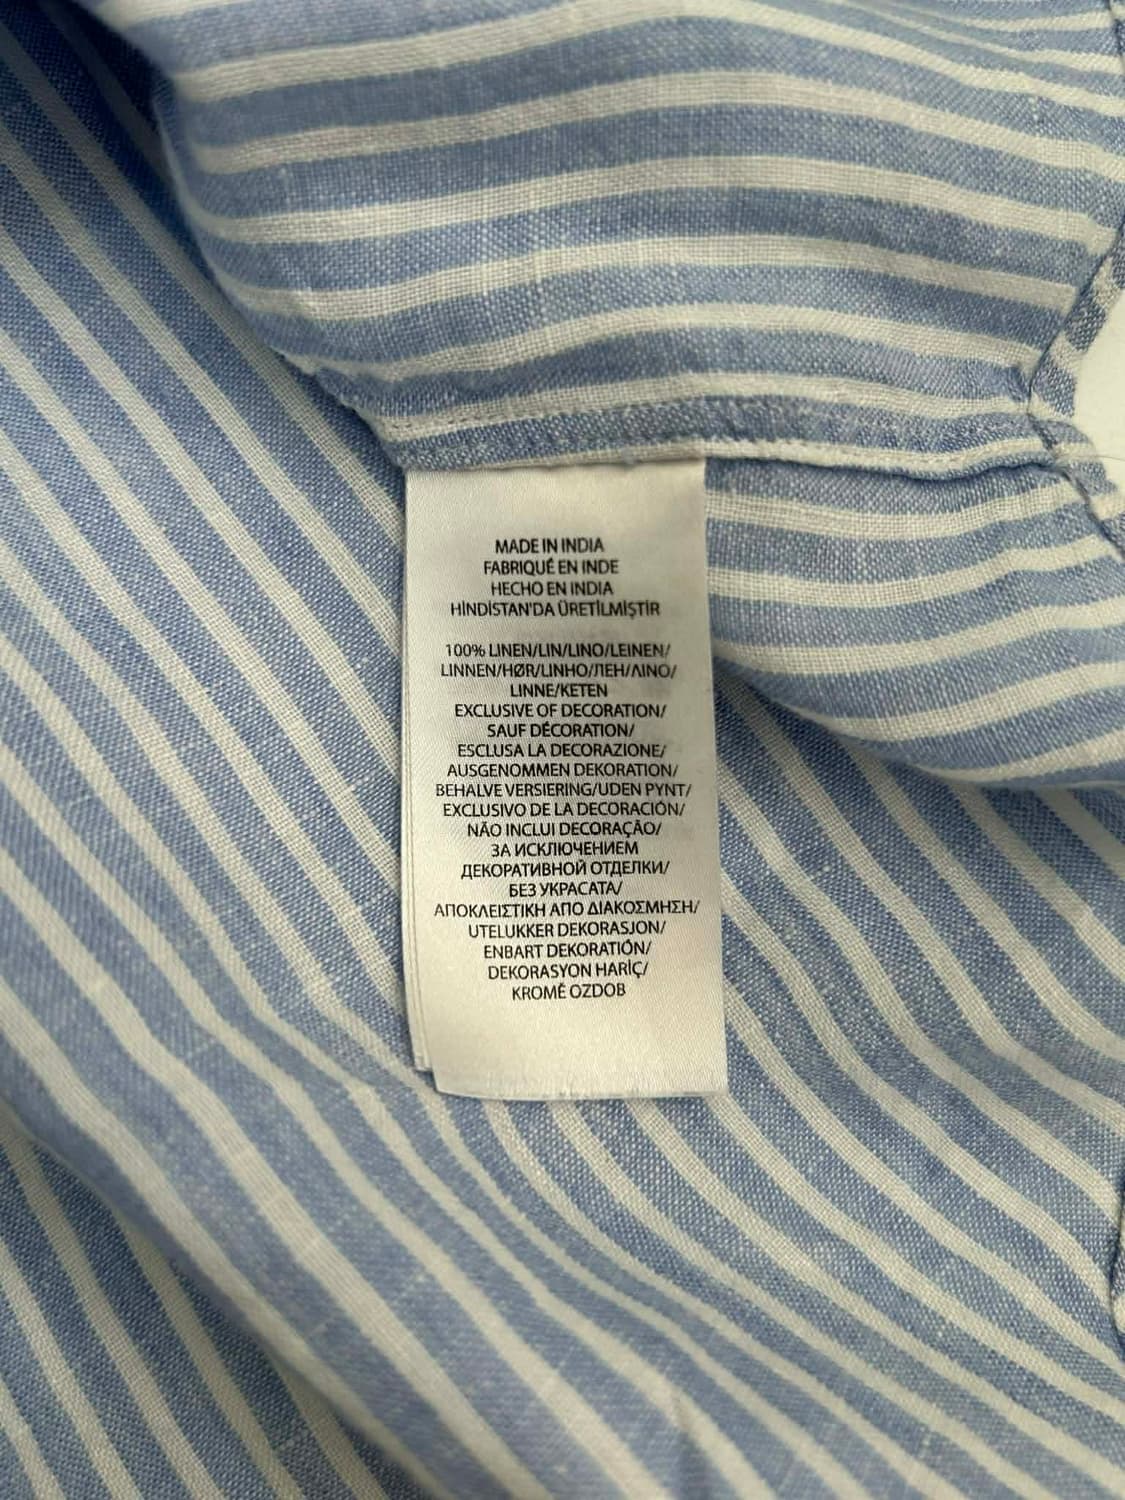 MADE IN INDIA
FABRIQUÉ EN INDE
HECHO EN INDIA
HİNDİSTAN'DA ÜRETİLMİŞTİR
100% LINEN/LIN/LINO/LEINEN/
LINNEN/HØR/LINHO/ЛЕН/ΛΙΝΟ/
LINNE/KETEN
EXCLUSIVE OF DECORATION/
SAUF DÉCORATION/
ESCLUSA LA DECORAZIONE/
AUSGENOMMEN DEKORATION/
BEHALVE VERSIERING/UDEN PYNT/
EXCLUSIVO DE LA DECORACIÓN/
NÃO INCLUI DECORAÇÃO/
ЗА ИСКЛЮЧЕНИЕМ
ДЕКОРАТИВНОЙ ОТДЕЛКИ/
БЕЗ УКРАСАТА/
ΑΠΟΚΛΕΙΣΤΙΚΗ ΑΠΟ ΔΙΑΚΟΣΜΗΣΗ/
UTELUKKER DEKORASJON/
ENBART DEKORATIÓN/
DEKORASYON HARİÇ/
KROMĚ OZDOB